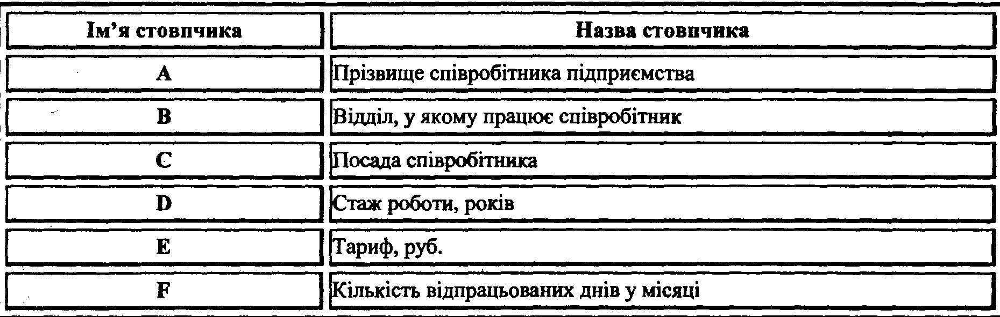 Ім’я стовпчика Назва стовпчика
A Прізвище співробітника підприємства
B Відділ, у якому працює співробітник
C Посада співробітника
D Стаж роботи, років
E Тариф, руб.
F Кількість відпрацьованих днів у місяці